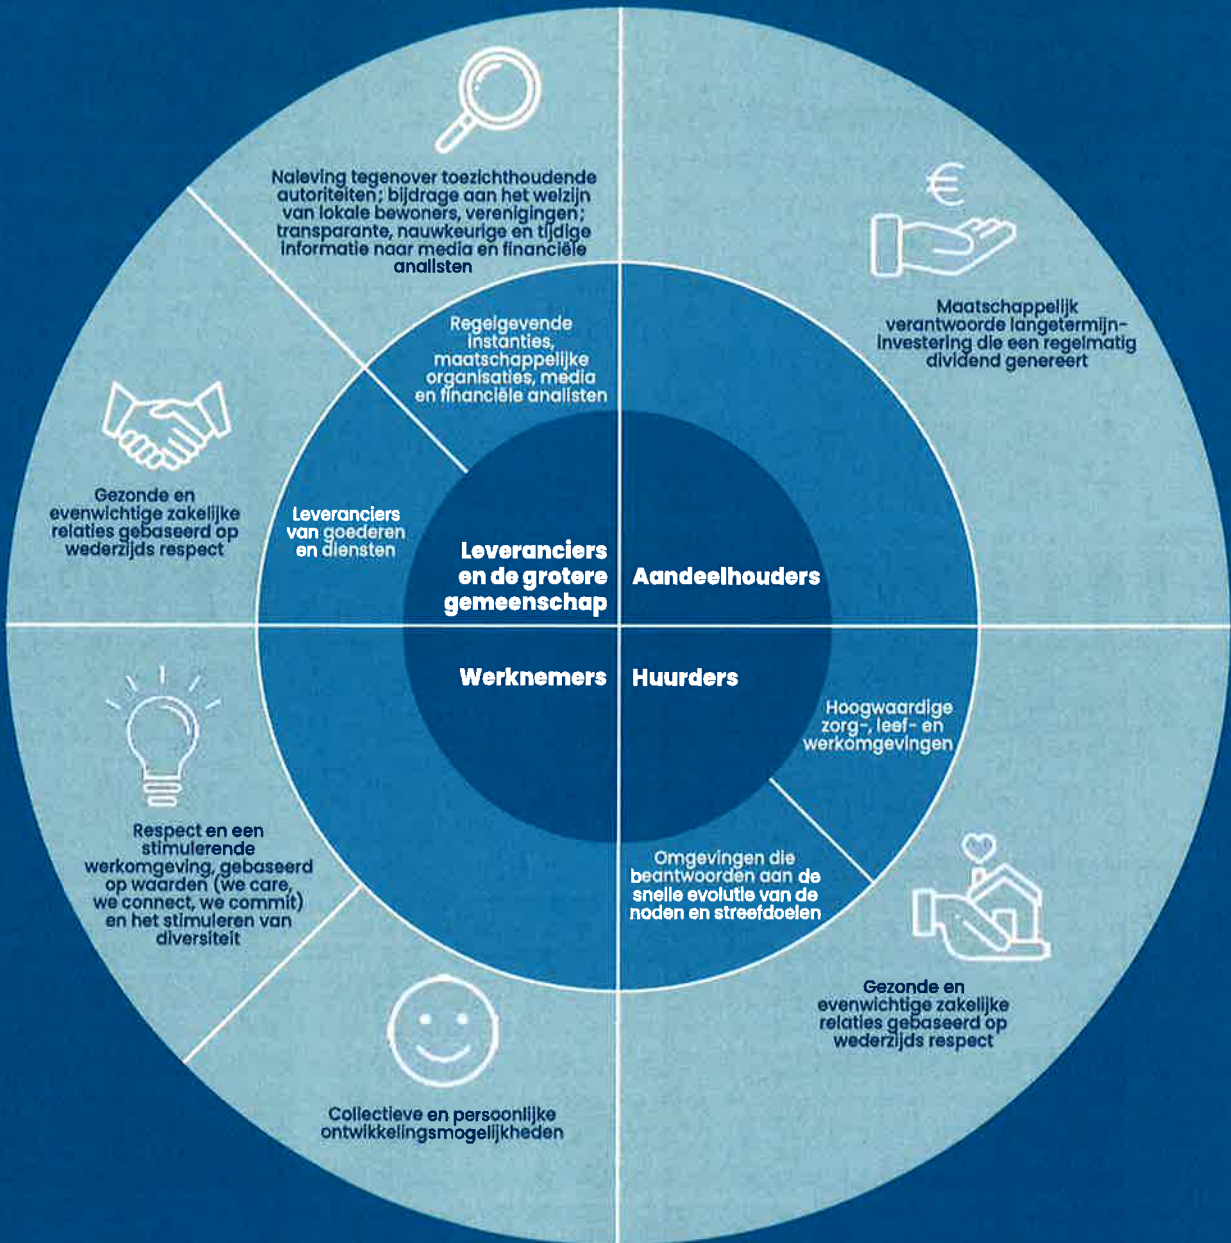 Naleving tegenover toezichthoudende
autoriteiten; bijdrage aan het welzijn
van lokale bewoners, verenigingen;
transparante, nauwkeurige en tijdige
informatie naar media en financiële
analisten
€
Maatschappelijk
verantwoorde langetermijn-
investering die een regelmatig
dividend genereert
Regelgevende
instanties,
maatschappelijke
organisaties, media
en financiële analisten
Gezonde en
evenwichtige zakelijke
relaties gebaseerd op
wederzijds respect
Leveranciers
van goederen
en diensten
Leveranciers
en de grotere
gemeenschap
Aandeelhouders
Werknemers
Huurders
Hoogwaardige
zorg-, leef- en
werkomgevingen
Respect en een
stimulerende
werkomgeving, gebaseerd
op waarden (we care,
we connect, we commit)
en het stimuleren van
diversiteit
Omgevingen die
beantwoorden aan de
snelle evolutie van de
noden en streefdoelen
Gezonde en
evenwichtige zakelijke
relaties gebaseerd op
wederzijds respect
Collectieve en persoonlijke
ontwikkelingsmogelijkheden